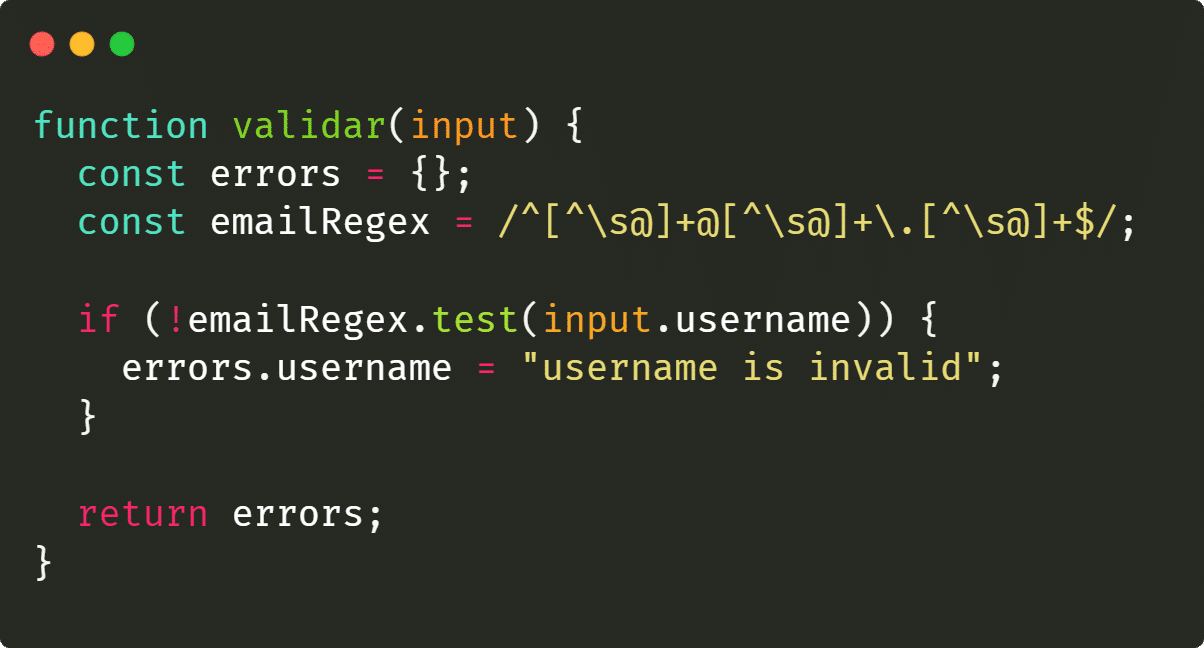 function validar(input) {
  const errors = {};
  const emailRegex = /^[^\s@]+@[^\s@]+\.[^\s@]+$/;
  if (!emailRegex.test(input.username)) {
    errors.username = "username is invalid";
  }
  return errors;
}